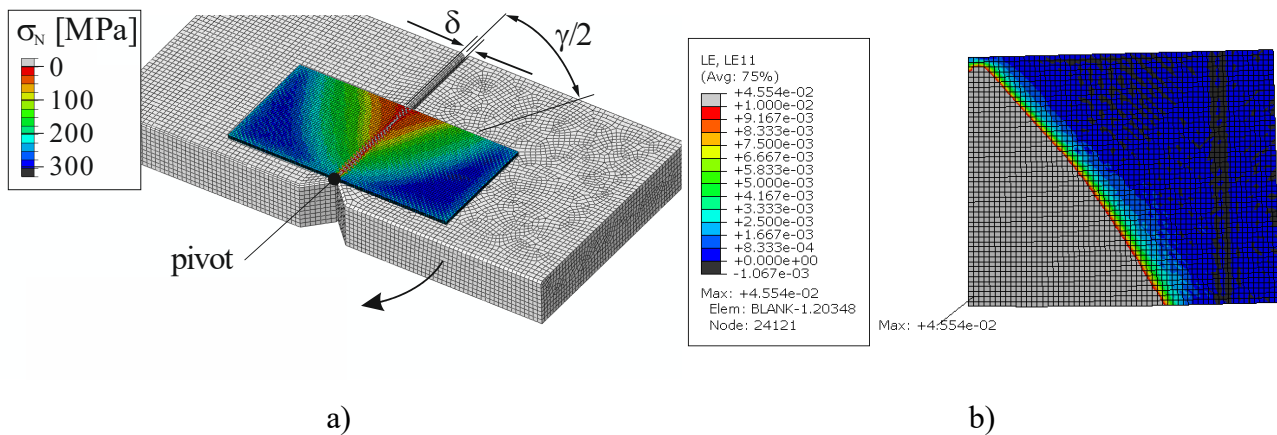 σN [MPa]
0
100
200
300
δ
γ/2
pivot
a)
LE, LE11
(Avg: 75%)
+4.554e-02
+1.000e-02
+9.167e-03
+8.333e-03
+7.500e-03
+6.667e-03
+5.833e-03
+5.000e-03
+4.167e-03
+3.333e-03
+2.500e-03
+1.667e-03
+8.333e-04
+0.000e+00
-1.067e-03
Max: +4.554e-02
Elem: BLANK-1.20348
Node: 24121
Max: +4.554e-02
b)